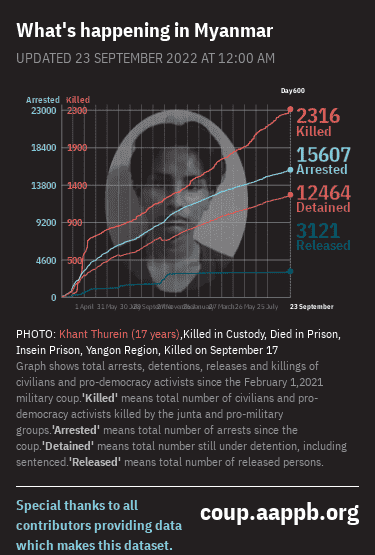 What's happening in Myanmar
UPDATED 23 SEPTEMBER 2022 AT 12:00 AM
Day600
Arrested Killed
23000 2300
2316
Killed
18400 1900
15607
Arrested
13800 1400
12464
Detained
9200 900
3121
Released
4600 500
0
1 April 31 May 30 July March 26 May 25 July 23 September
PHOTO: Khant Thurein (17 years),Killed in Custody, Died in Prison,
Insein Prison, Yangon Region, Killed on September 17
Graph shows total arrests, detentions, releases and killings of
civilians and pro-democracy activists since the February 1,2021
military coup.'Killed' means total number of civilians and pro-
democracy activists killed by the junta and pro-military
groups.'Arrested' means total number of arrests since the
coup.'Detained' means total number still under detention, including
sentenced.'Released' means total number of released persons.
Special thanks to all
contributors providing data
which makes this dataset.
coup.aappb.org